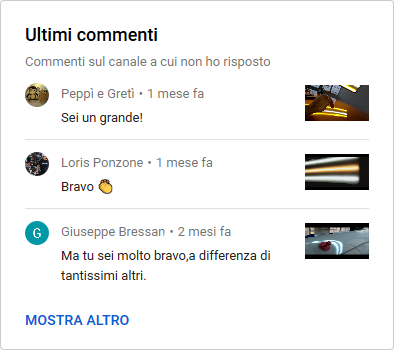 Ultimi commenti
Commenti sul canale a cui non ho risposto
Peppì e Gretì • 1 mese fa
Sei un grande!
Loris Ponzone • 1 mese fa
Bravo 👏
G
Giuseppe Bressan • 2 mesi fa
Ma tu sei molto bravo,a differenza di
tantissimi altri.
MOSTRA ALTRO